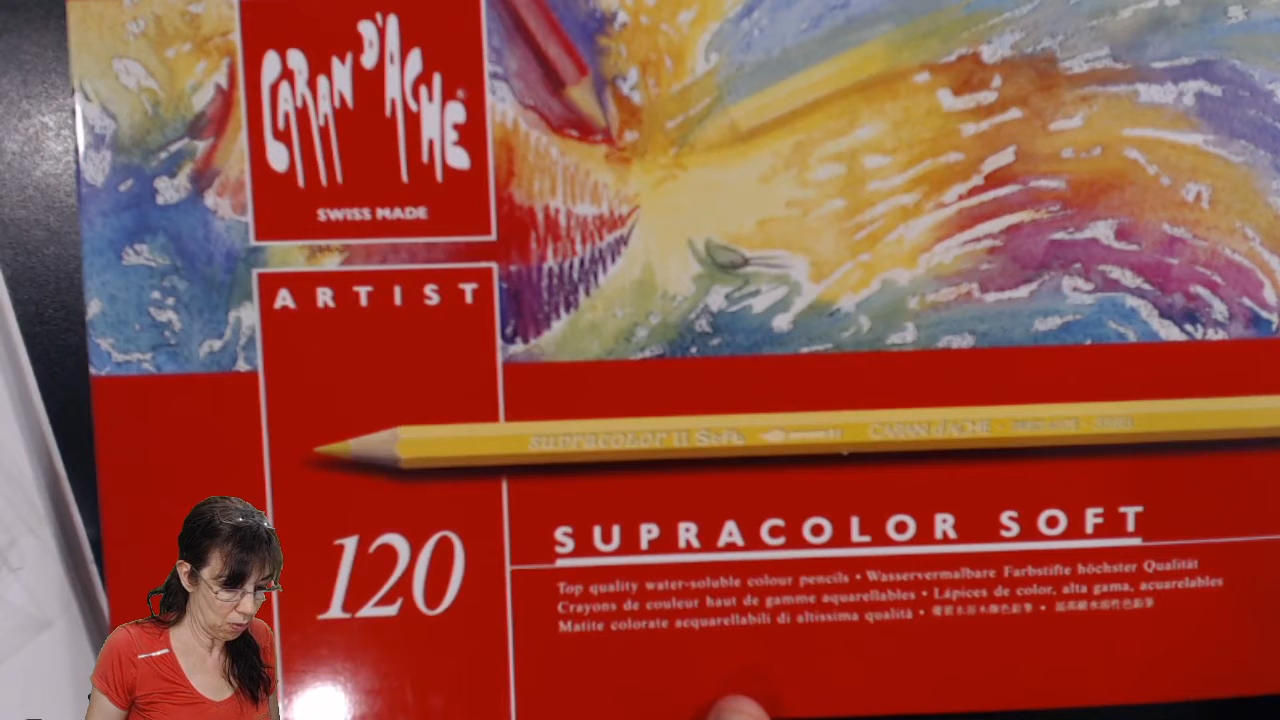 CARAN D'ACHE
SWISS MADE
ARTIST
SUPRACOLOR II Soft
CARAN d'ACHE
120
SUPRACOLOR SOFT
Top quality water-soluble colour pencils • Wasservermalbare Farbstifte höchster Qualität
Crayons de couleur haut de gamme aquarellables • Lápices de color, alta gama, acuarelables
Matite colorate acquarellabili di altissima qualità •